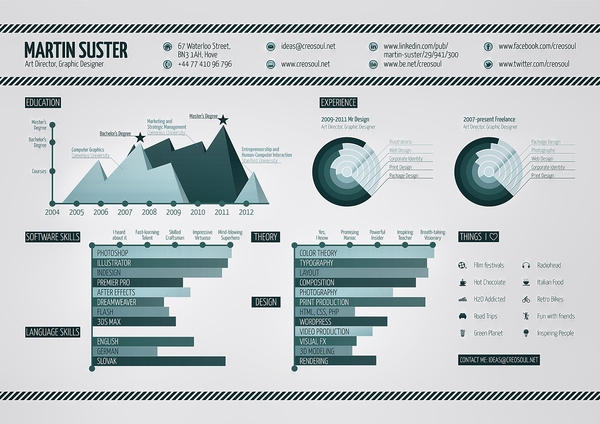 MARTIN SUSTER
Art Director, Graphic Designer
67 Waterloo Street,
BN3 1AH, Hove
+44 77 410 96 796
ideas@creosoul.net
www.creosoul.net
www.linkedin.com/pub/
martin-suster/29/941/300
www.be.net/creosoul
www.facebook.com/creosoul
www.twitter.com/creosoul
EDUCATION
Master's
Degree
Bachelor's
Degree
Courses
Computer Graphics
Bachelor's Degree
Marketing and
Strategic Management
Master's Degree
Entrepreneurship and
Human-Computer Interaction
2004 2005 2006 2007 2008 2009 2010 2011 2012
EXPERIENCE
2009-2011 Mr Design
Art Director, Graphic Designer
Illustrations
Web Design
Corporate Identity
Print Design
Package Design
2007-present Freelance
Art Director, Graphic Designer
Package Design
Photography
Web Design
Corporate Identity
Print Design
SOFTWARE SKILLS
I heard
about it
Fast-learning
Talent
Skilled
Craftsman
Impressive
Virtuoso
Mind-blowing
Superhero
PHOTOSHOP
ILLUSTRATOR
INDESIGN
PREMIER PRO
AFTER EFFECTS
DREAMWEAVER
FLASH
3DS MAX
LANGUAGE SKILLS
ENGLISH
GERMAN
SLOVAK
THEORY
Yes,
I know
Promising
Maniac
Powerful
Insider
Inspiring
Teacher
Breath-taking
Visionary
COLOR THEORY
TYPOGRAPHY
LAYOUT
COMPOSITION
PHOTOGRAPHY
DESIGN
PRINT PRODUCTION
HTML, CSS, PHP
WORDPRESS
VIDEO PRODUCTION
VISUAL FX
3D MODELING
RENDERING
THINGS I
Film festivals
Hot Chocolate
H2O Addicted
Road Trips
Green Planet
Radiohead
Italian Food
Retro Bikes
Fun with friends
Inspiring People
CONTACT ME: IDEAS@CREOSOUL.NET